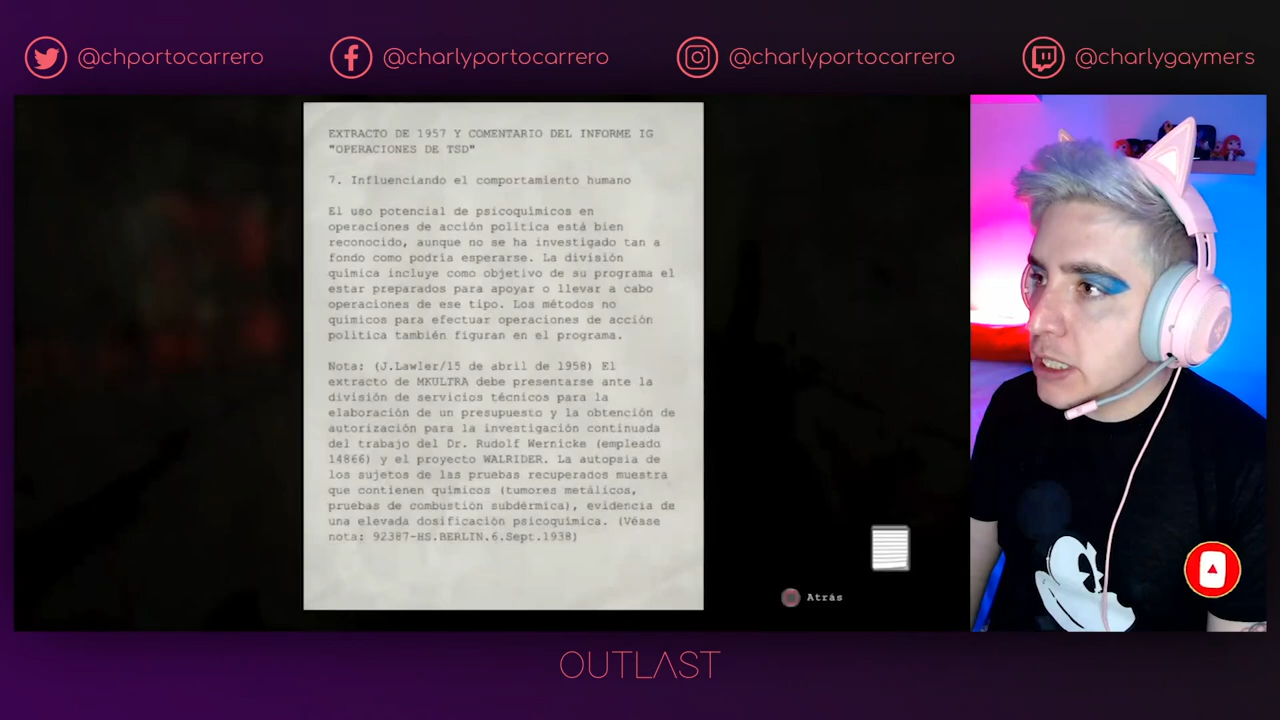 @chportocarrero
@charlyportocarrero
@charlyportocarrero
@charlygaymers
EXTRACTO DE 1957 Y COMENTARIO DEL INFORME IG
"OPERACIONES DE TSD"
7. Influenciando el comportamiento humano
El uso potencial de psicoquímicos en
operaciones de acción política está bien
reconocido, aunque no se ha investigado tan a
fondo como podría esperarse. La división
química incluye como objetivo de su programa el
estar preparados para apoyar o llevar a cabo
operaciones de ese tipo. Los métodos no
químicos para efectuar operaciones de acción
política también figuran en el programa.
Nota: (J.Lawler/15 de abril de 1958) El
extracto de MKULTRA debe presentarse ante la
división de servicios técnicos para la
elaboración de un presupuesto y la obtención de
autorización para la investigación continuada
del trabajo del Dr. Rudolf Wernicke (empleado
14866) y el proyecto WALRIDER. La autopsia de
los sujetos de las pruebas recuperados muestra
que contienen químicos (tumores metálicos,
pruebas de combustión subdérmica), evidencia de
una elevada dosificación psicoquímica. (Véase
nota: 92387-HS.BERLIN.6.Sept.1938)
Atrás
OUTLAST